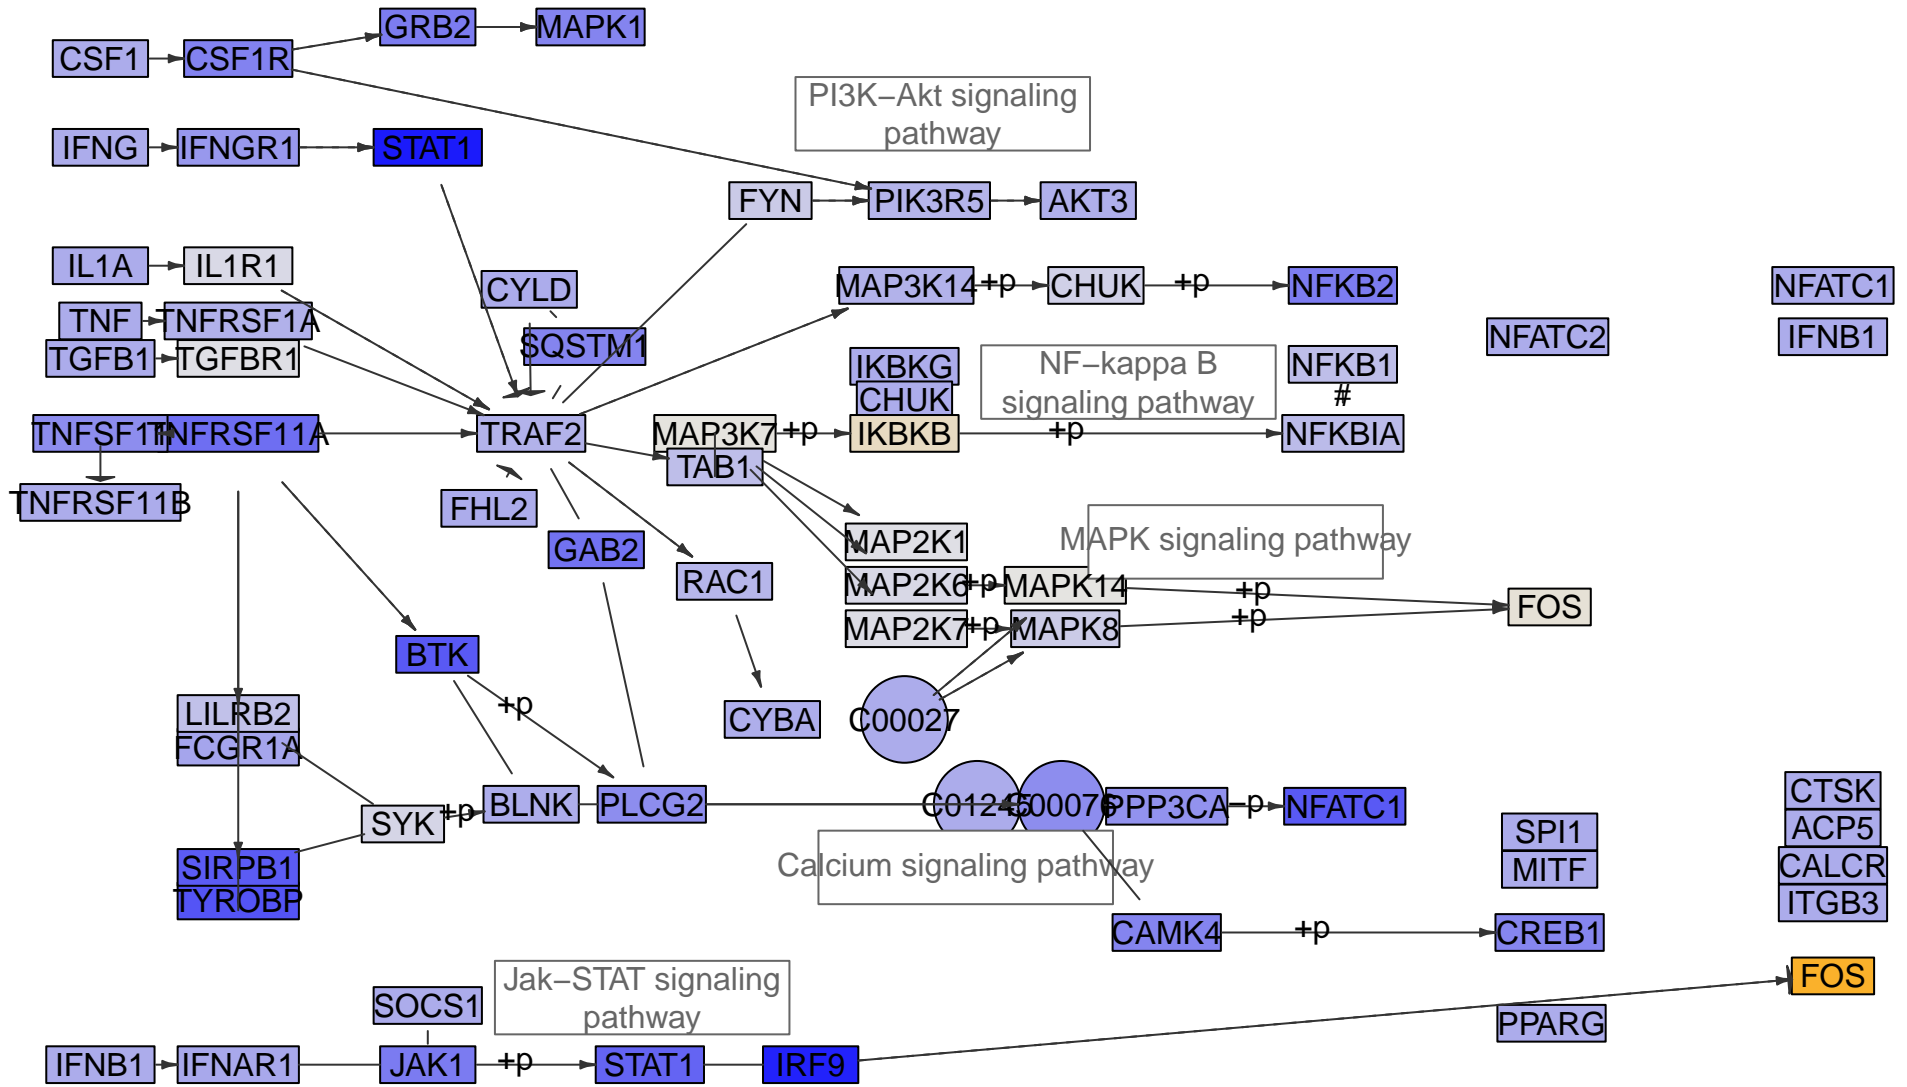 GRB2
MAPK1
CSF1
CSF1R
PI3K−Akt signaling
pathway
IFNG
IFNGR1
STAT1
FYN
PIK3R5
AKT3
IL1A
IL1R1
CYLD
MAP3K14
+p
CHUK
+p
NFKB2
NFATC1
TNF
TNFRSF1A
SQSTM1
NFATC2
IFNB1
TGFB1
TGFBR1
IKBKG
NF−kappa B
signaling pathway
NFKB1
CHUK
#
TNFSF11
TNFRSF11A
TRAF2
MAP3K7
+p
IKBKB
+p
NFKBIA
TAB1
TNFRSF11B
FHL2
GAB2
MAP2K1
MAPK signaling pathway
RAC1
MAP2K6
+p
MAPK14
+p
FOS
MAP2K7
+p
MAPK8
+p
BTK
+p
LILRB2
CYBA
C00027
FCGR1A
CTSK
SYK
+p
BLNK
PLCG2
C01245
C00076
PPP3CA
−p
NFATC1
SPI1
ACP5
SIRPB1
Calcium signaling pathway
MITF
CALCR
TYROBP
ITGB3
CAMK4
+p
CREB1
Jak−STAT signaling
pathway
FOS
SOCS1
PPARG
IFNB1
IFNAR1
JAK1
+p
STAT1
IRF9